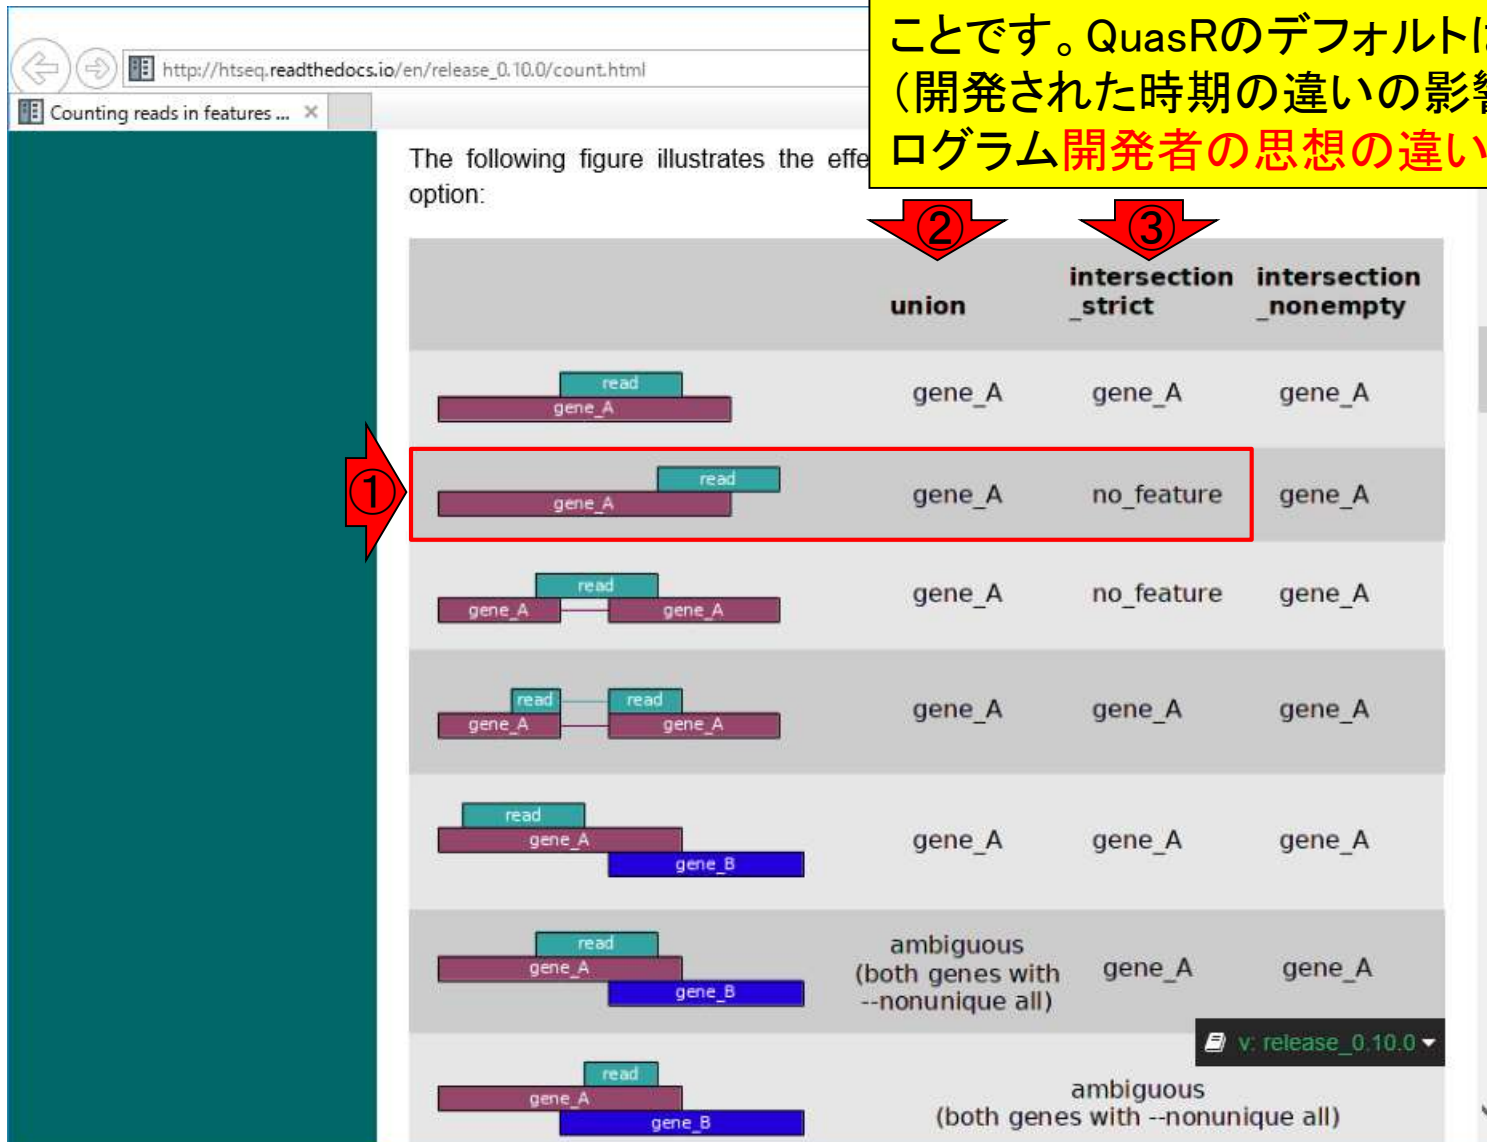 ことです。QuasRのデフォルトは
（開発された時期の違いの影響
ログラム開発者の思想の違い
http://htseq.readthedocs.io/en/release_0.10.0/count.html
Counting reads in features ... ×
The following figure illustrates the effe
option:
② ③
union intersection_strict intersection_nonempty
read
gene_A
gene_A gene_A gene_A
①
read
gene_A
gene_A no_feature gene_A
read
gene_A gene_A
gene_A no_feature gene_A
read read
gene_A gene_A
gene_A gene_A gene_A
read
gene_A
gene_B
gene_A gene_A gene_A
read
gene_A
gene_B
ambiguous
(both genes with
--nonunique all)
gene_A gene_A
v: release_0.10.0
read
gene_A
gene_B
ambiguous
(both genes with --nonunique all)